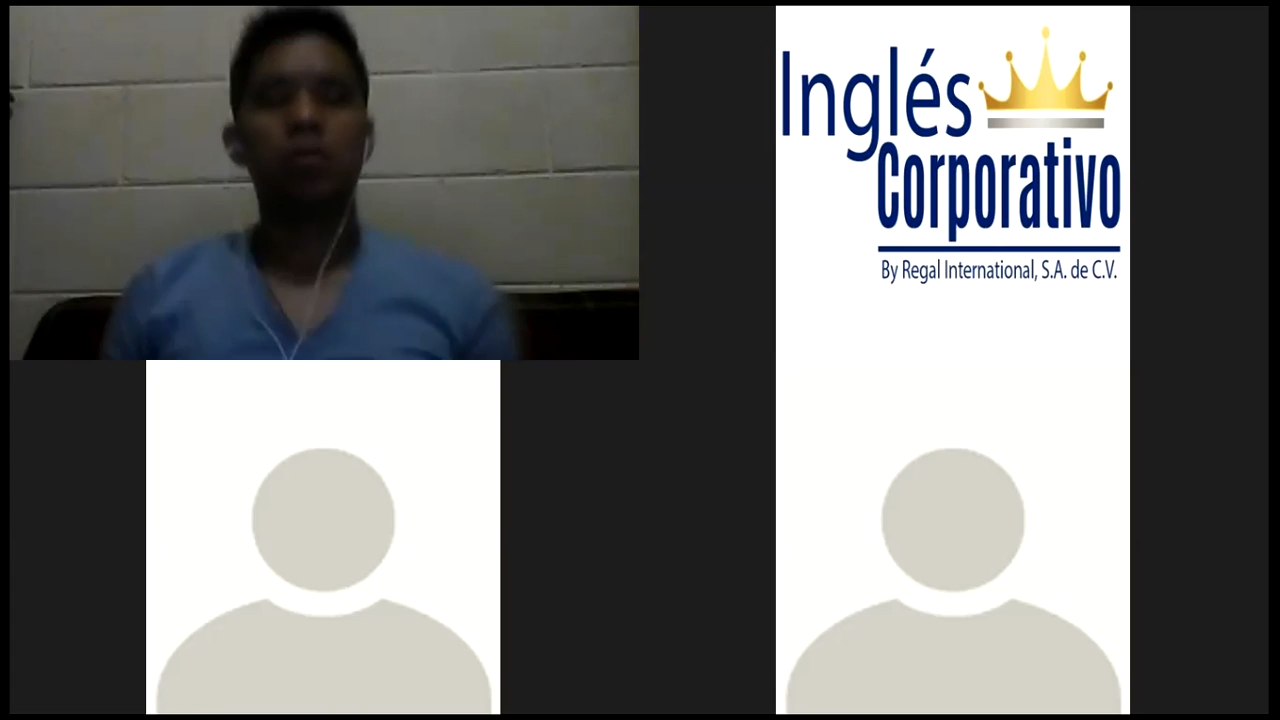 Inglés
Corporativo
By Regal International, S.A. de C.V.